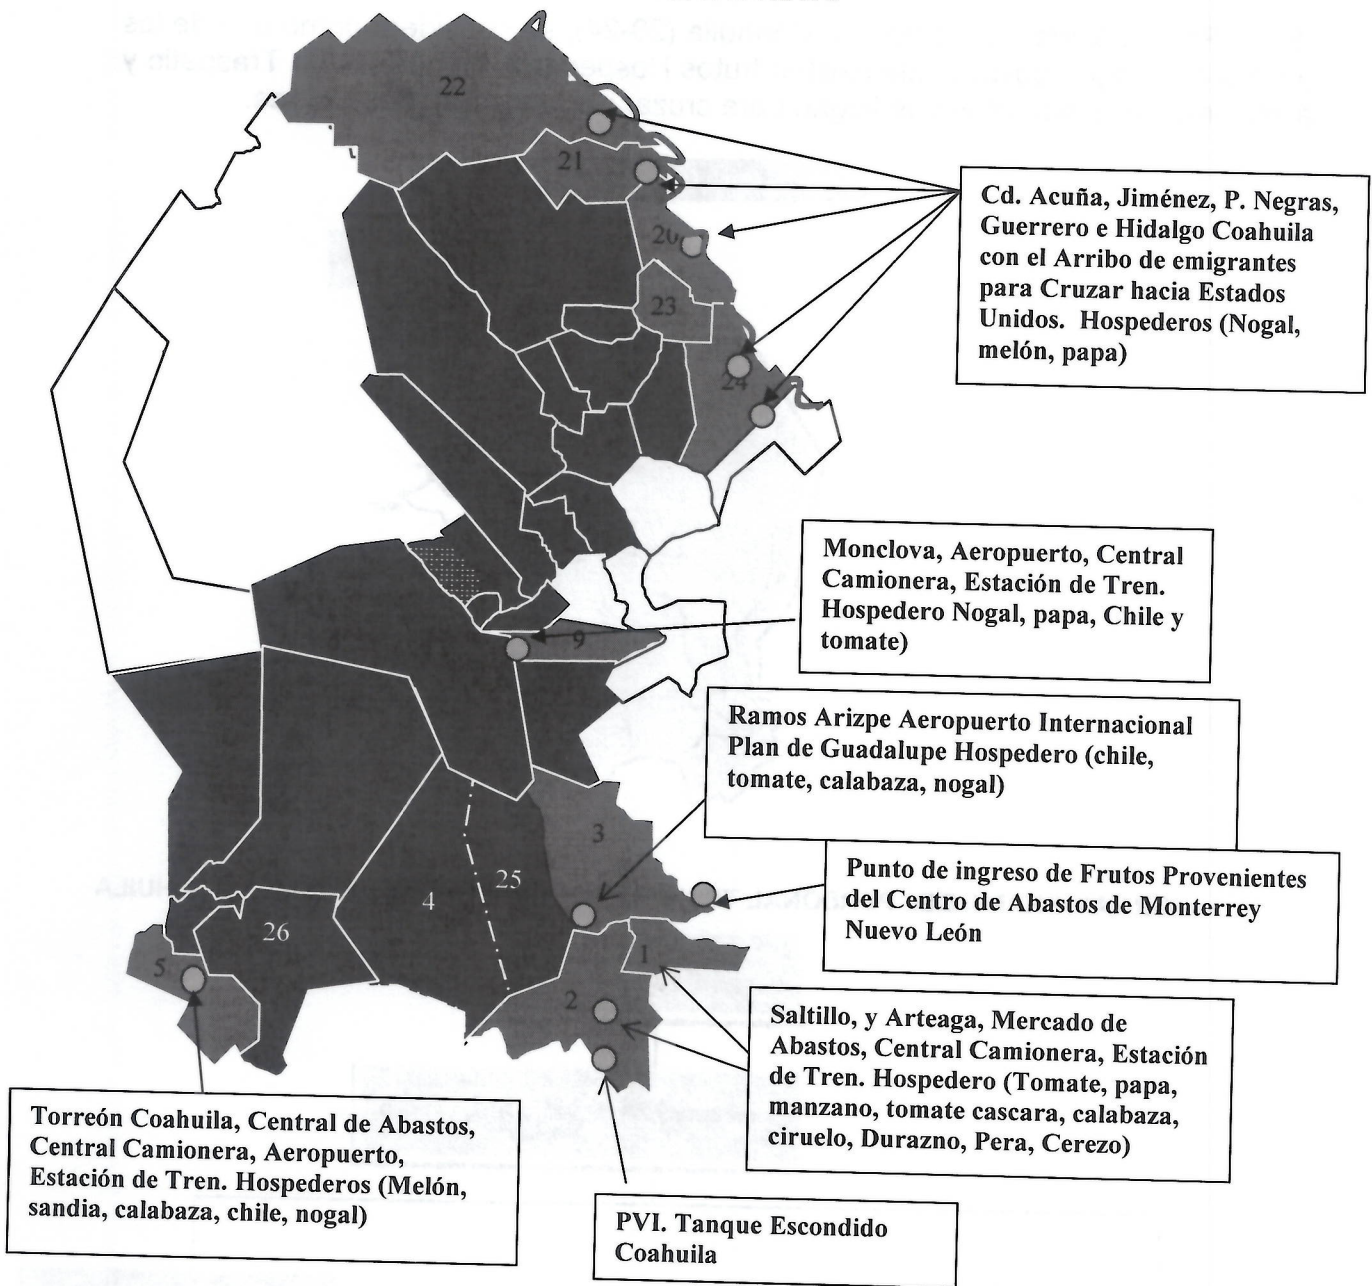 22
21
20
23
24
Cd. Acuña, Jiménez, P. Negras,
Guerrero e Hidalgo Coahuila
con el Arribo de emigrantes
para Cruzar hacia Estados
Unidos. Hospederos (Nogal,
melón, papa)
Monclova, Aeropuerto, Central
Camionera, Estación de Tren.
Hospedero Nogal, papa, Chile y
tomate)
9
Ramos Arizpe Aeropuerto Internacional
Plan de Guadalupe Hospedero (chile,
tomate, calabaza, nogal)
3
25
4
26
5
1
2
Punto de ingreso de Frutos Provenientes
del Centro de Abastos de Monterrey
Nuevo León
Saltillo, y Arteaga, Mercado de
Abastos, Central Camionera, Estación
de Tren. Hospedero (Tomate, papa,
manzano, tomate cascara, calabaza,
ciruelo, Durazno, Pera, Cerezo)
Torreón Coahuila, Central de Abastos,
Central Camionera, Aeropuerto,
Estación de Tren. Hospederos (Melón,
sandia, calabaza, chile, nogal)
PVI. Tanque Escondido
Coahuila